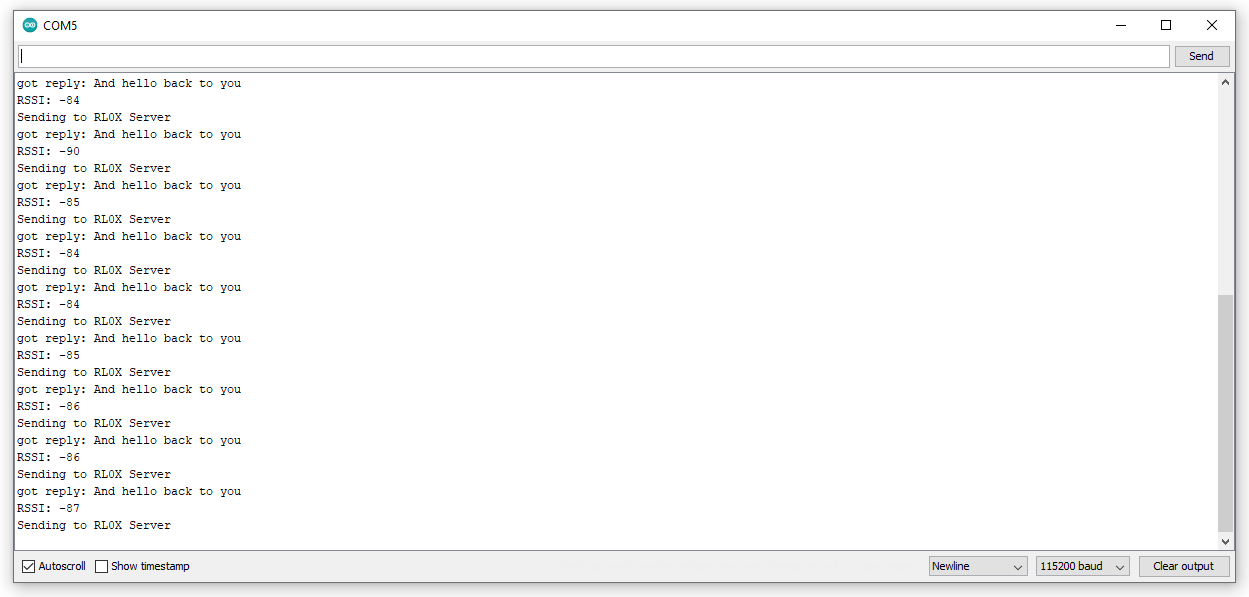 COM5
Send
got reply: And hello back to you
RSSI: -84
Sending to RL0X Server
got reply: And hello back to you
RSSI: -90
Sending to RL0X Server
got reply: And hello back to you
RSSI: -85
Sending to RL0X Server
got reply: And hello back to you
RSSI: -84
Sending to RL0X Server
got reply: And hello back to you
RSSI: -84
Sending to RL0X Server
got reply: And hello back to you
RSSI: -85
Sending to RL0X Server
got reply: And hello back to you
RSSI: -86
Sending to RL0X Server
got reply: And hello back to you
RSSI: -86
Sending to RL0X Server
got reply: And hello back to you
RSSI: -87
Sending to RL0X Server
Autoscroll Show timestamp Newline 115200 baud Clear output